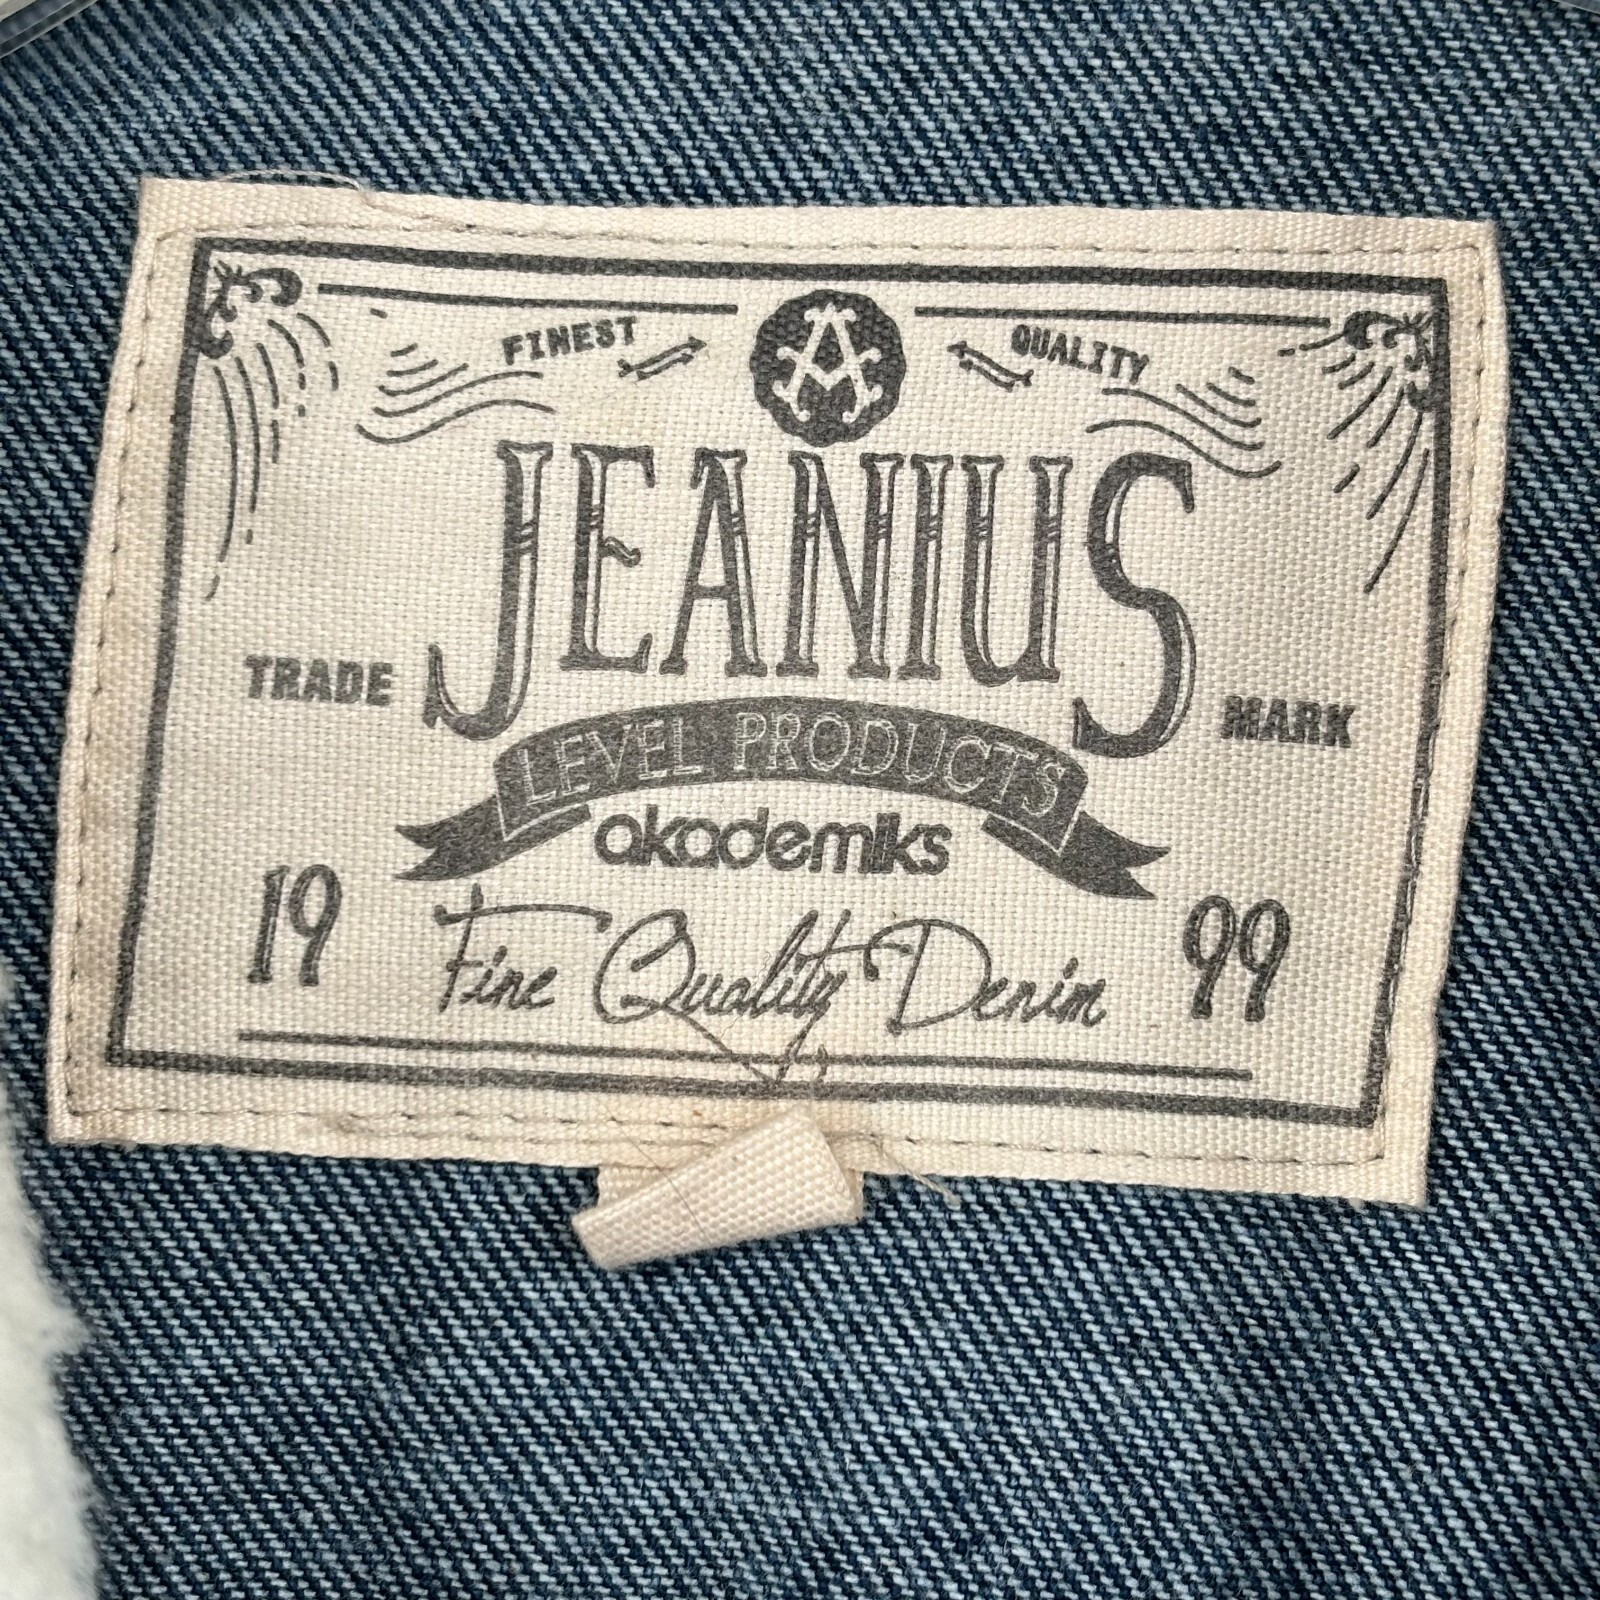 FINEST A QUALITY
JEANIUS
TRADE MARK
LEVEL PRODUCTS
akademiks
19 99
Fine Quality Denim